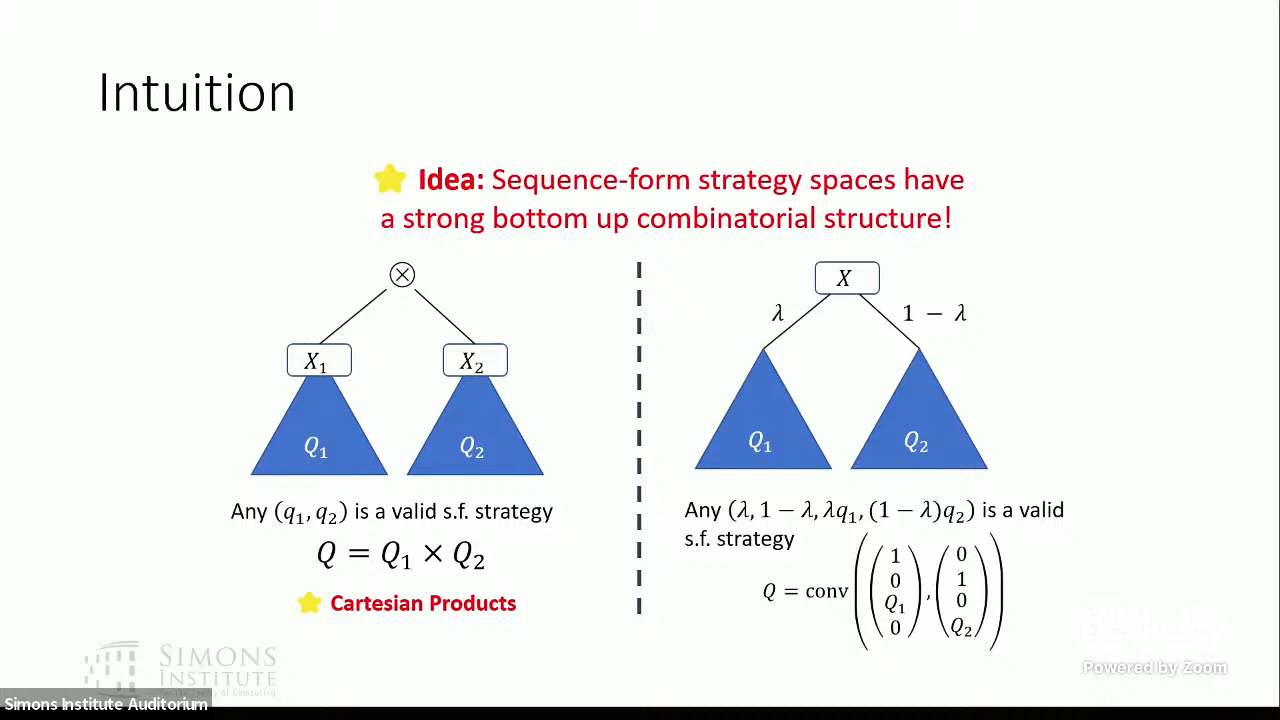 Intuition
Idea: Sequence-form strategy spaces have
a strong bottom up combinatorial structure!
⊗
X₁ X₂
Q₁ Q₂
Any (q₁, q₂) is a valid s.f. strategy
Q = Q₁ × Q₂
Cartesian Products
X
λ 1 − λ
Q₁ Q₂
Any (λ, 1 − λ, λq₁, (1 − λ)q₂) is a valid
s.f. strategy
Q = conv((1 0 Q₁ 0), (0 1 0 Q₂))
SIMONS
INSTITUTE
Powered by Zoom
Simons Institute Auditorium